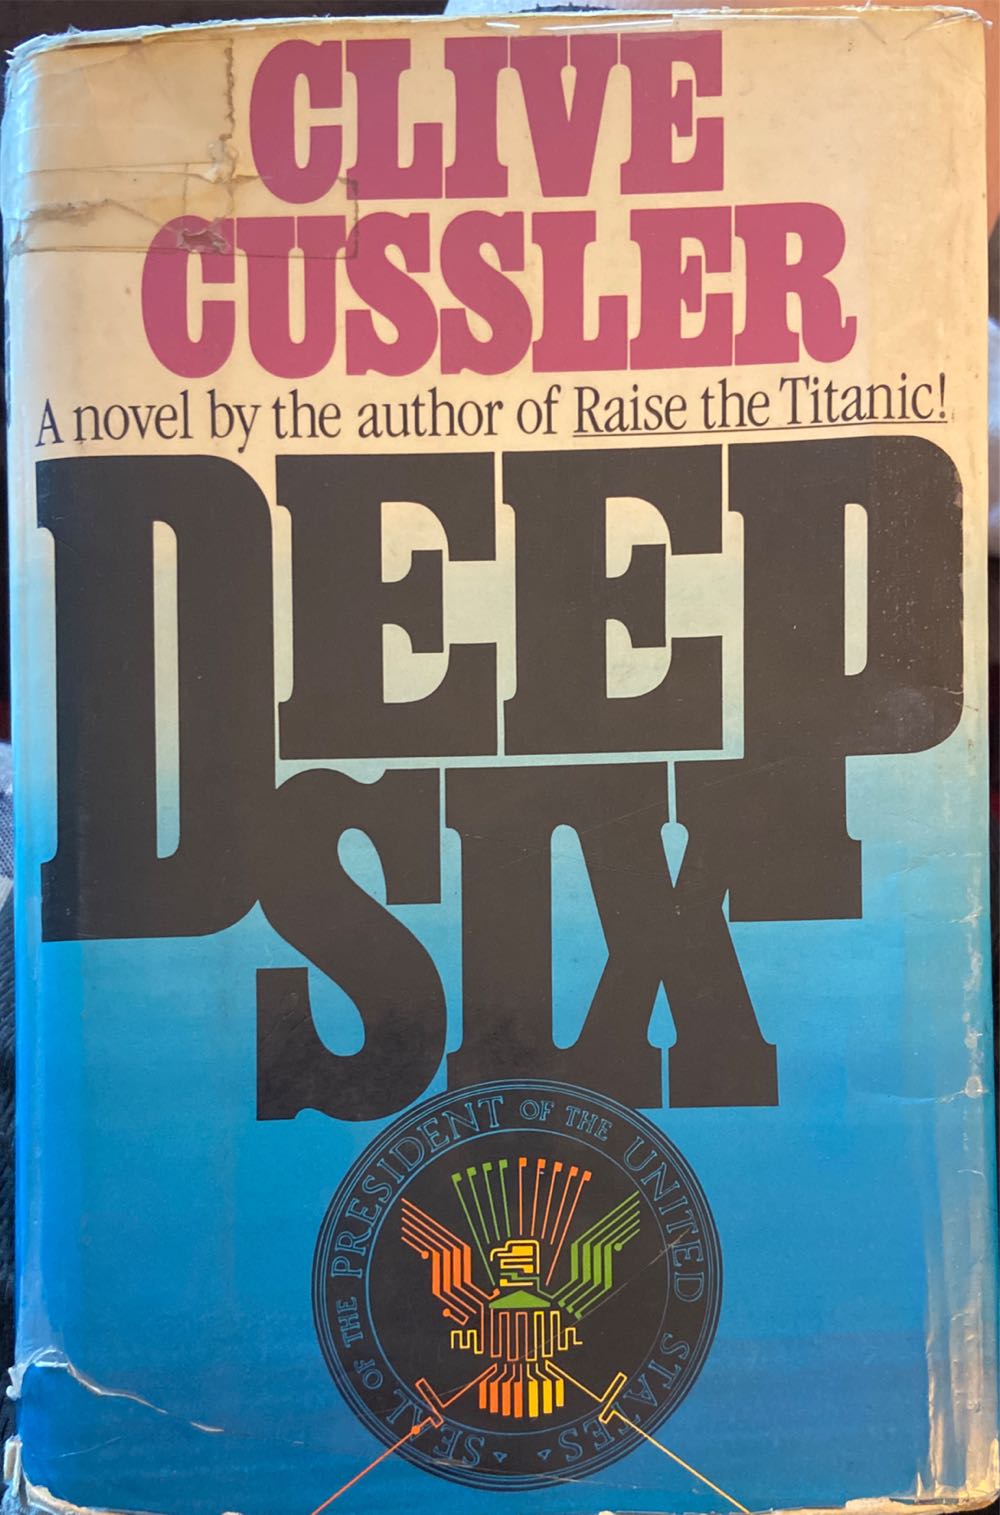 CLIVE
CUSSLER
A novel by the author of Raise the Titanic!
DEEP
SIX
SEAL OF THE PRESIDENT OF THE UNITED STATES